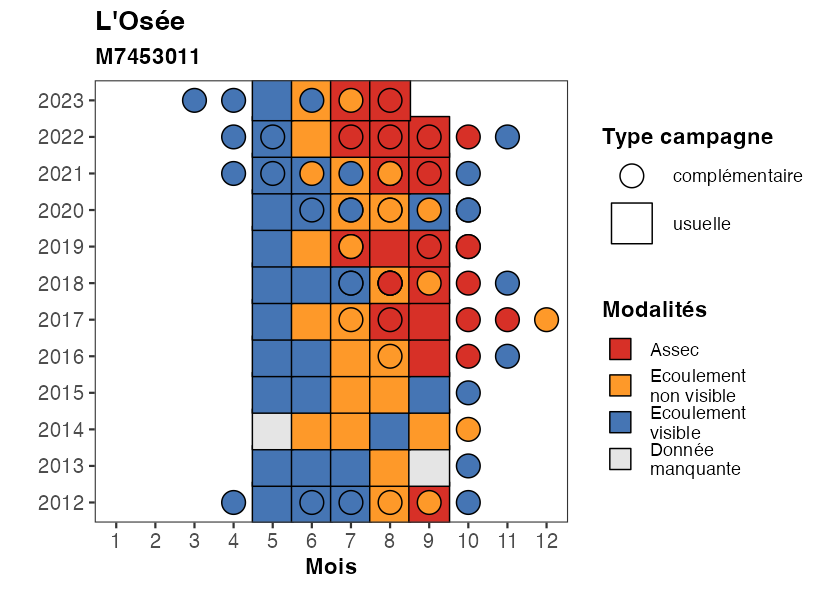 L'Osée
M7453011
2023
2022
2021
2020
2019
2018
2017
2016
2015
2014
2013
2012
1 2 3 4 5 6 7 8 9 10 11 12
Mois
Type campagne
complémentaire
usuelle
Modalités
Assec
Ecoulement
non visible
Ecoulement
visible
Donnée
manquante